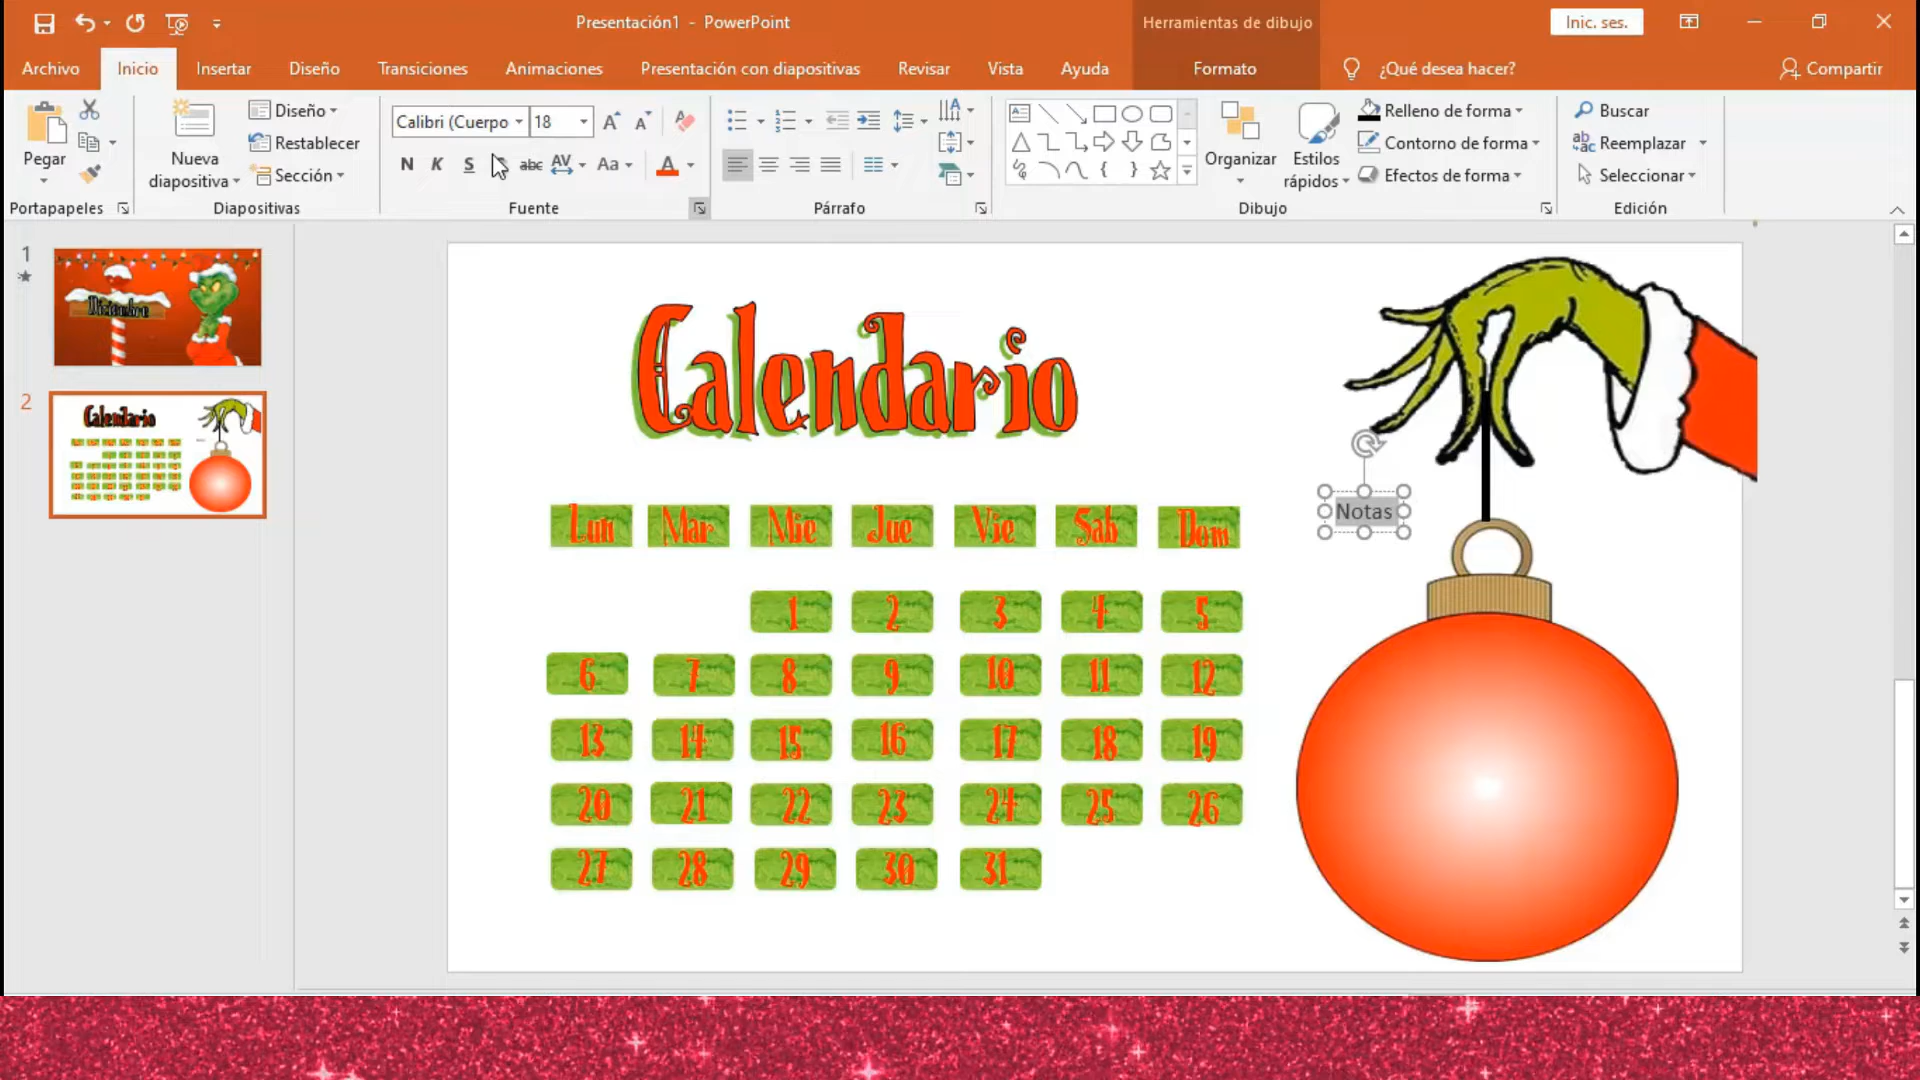 Presentación1 - PowerPoint
Herramientas de dibujo
Inic. ses.
Archivo
Inicio
Insertar
Diseño
Transiciones
Animaciones
Presentación con diapositivas
Revisar
Vista
Ayuda
Formato
¿Qué desea hacer?
Compartir
Pegar
Portapapeles
Nueva
diapositiva
Diseño
Restablecer
Sección
Diapositivas
Calibri (Cuerpo
18
N K S abc AV Aa A
Fuente
Párrafo
Organizar
Estilos
rápidos
Relleno de forma
Contorno de forma
Efectos de forma
Dibujo
Buscar
Reemplazar
Seleccionar
Edición
1
Diciembre
2
Calendario
Calendario
Notas
Lun Mar Mie Jue Vie Sab Dom
1 2 3 4 5
6 7 8 9 10 11 12
13 14 15 16 17 18 19
20 21 22 23 24 25 26
27 28 29 30 31